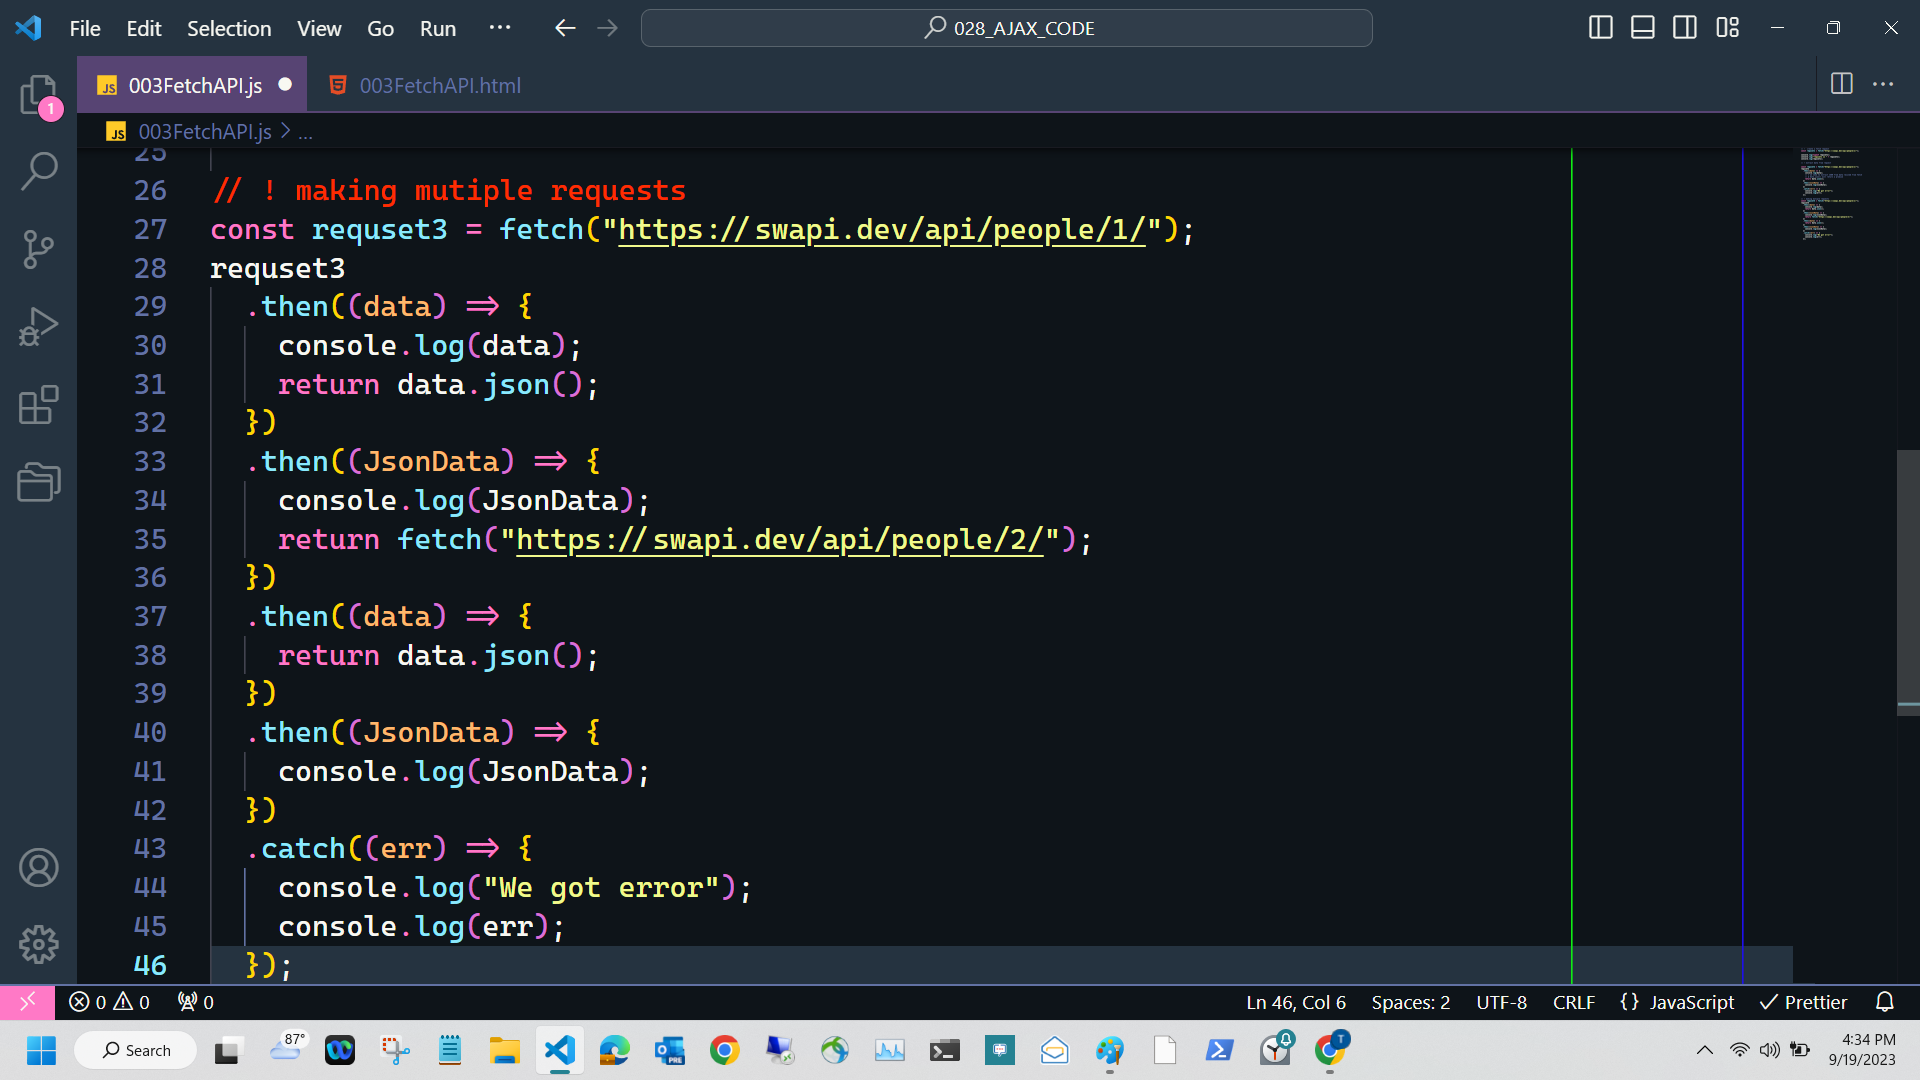 File Edit Selection View Go Run ··· 028_AJAX_CODE
1
JS 003FetchAPI.js 003FetchAPI.html
JS 003FetchAPI.js > ...
25
26 // ! making mutiple requests
27 const requset3 = fetch("https://swapi.dev/api/people/1/");
28 requset3
29 .then((data) => {
30 console.log(data);
31 return data.json();
32 })
33 .then((JsonData) => {
34 console.log(JsonData);
35 return fetch("https://swapi.dev/api/people/2/");
36 })
37 .then((data) => {
38 return data.json();
39 })
40 .then((JsonData) => {
41 console.log(JsonData);
42 })
43 .catch((err) => {
44 console.log("We got error");
45 console.log(err);
46 });
0 0 0 Ln 46, Col 6 Spaces: 2 UTF-8 CRLF {} JavaScript Prettier
Search 87° PRE T 4:34 PM
9/19/2023